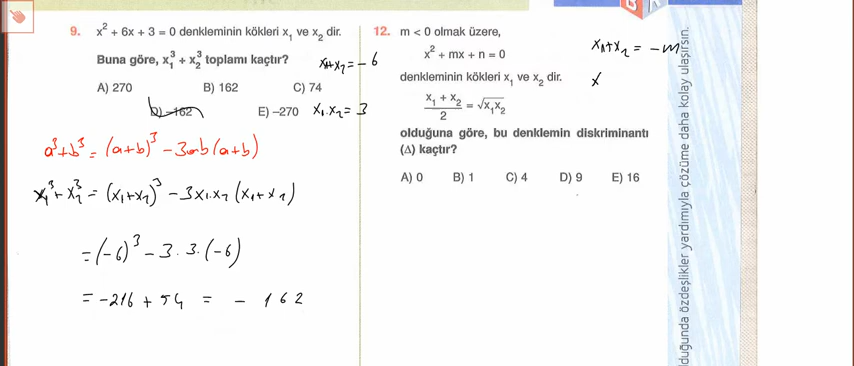 9. x² + 6x + 3 = 0 denkleminin kökleri x₁ ve x₂ dir.
Buna göre, x₁³ + x₂³ toplamı kaçtır?
x₁+x₂ = -6
A) 270 B) 162 C) 74
D) -162 E) -270
x₁.x₂ = 3
a³+b³ = (a+b)³ - 3ab(a+b)
x₁³+x₂³ = (x₁+x₂)³ - 3x₁.x₂ (x₁+x₂)
= (-6)³ - 3.3.(-6)
= -216 + 54 = - 162
12. m < 0 olmak üzere,
x² + mx + n = 0
x₁+x₂ = -m
denkleminin kökleri x₁ ve x₂ dir.
x
(x₁ + x₂)/2 = √(x₁x₂)
olduğuna göre, bu denklemin diskriminantı
(Δ) kaçtır?
A) 0 B) 1 C) 4 D) 9 E) 16
olduğunda özdeşlikler yardımıyla çözüme daha kolay ulaşırsın.